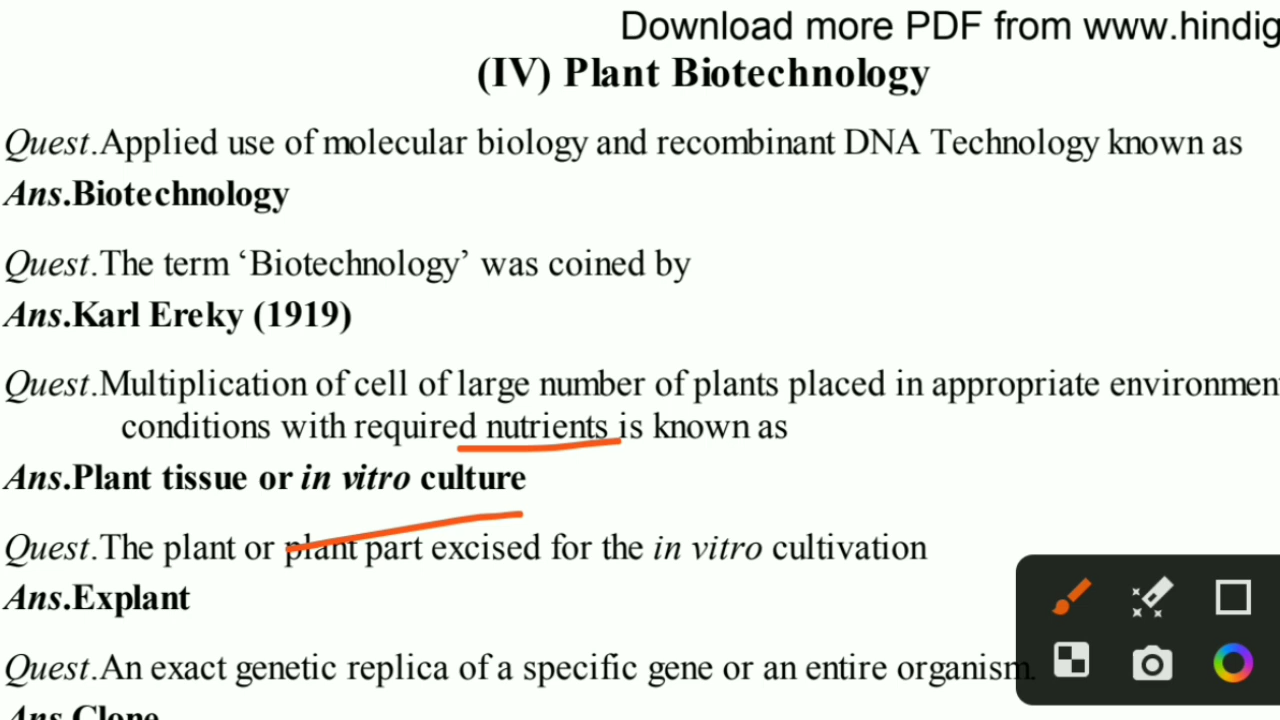 Download more PDF from www.hindig
(IV) Plant Biotechnology
Quest.Applied use of molecular biology and recombinant DNA Technology known as
Ans.Biotechnology
Quest.The term ‘Biotechnology’ was coined by
Ans.Karl Ereky (1919)
Quest.Multiplication of cell of large number of plants placed in appropriate environmen
conditions with required nutrients is known as
Ans.Plant tissue or in vitro culture
Quest.The plant or plant part excised for the in vitro cultivation
Ans.Explant
Quest.An exact genetic replica of a specific gene or an entire organism.
Ans.Clone